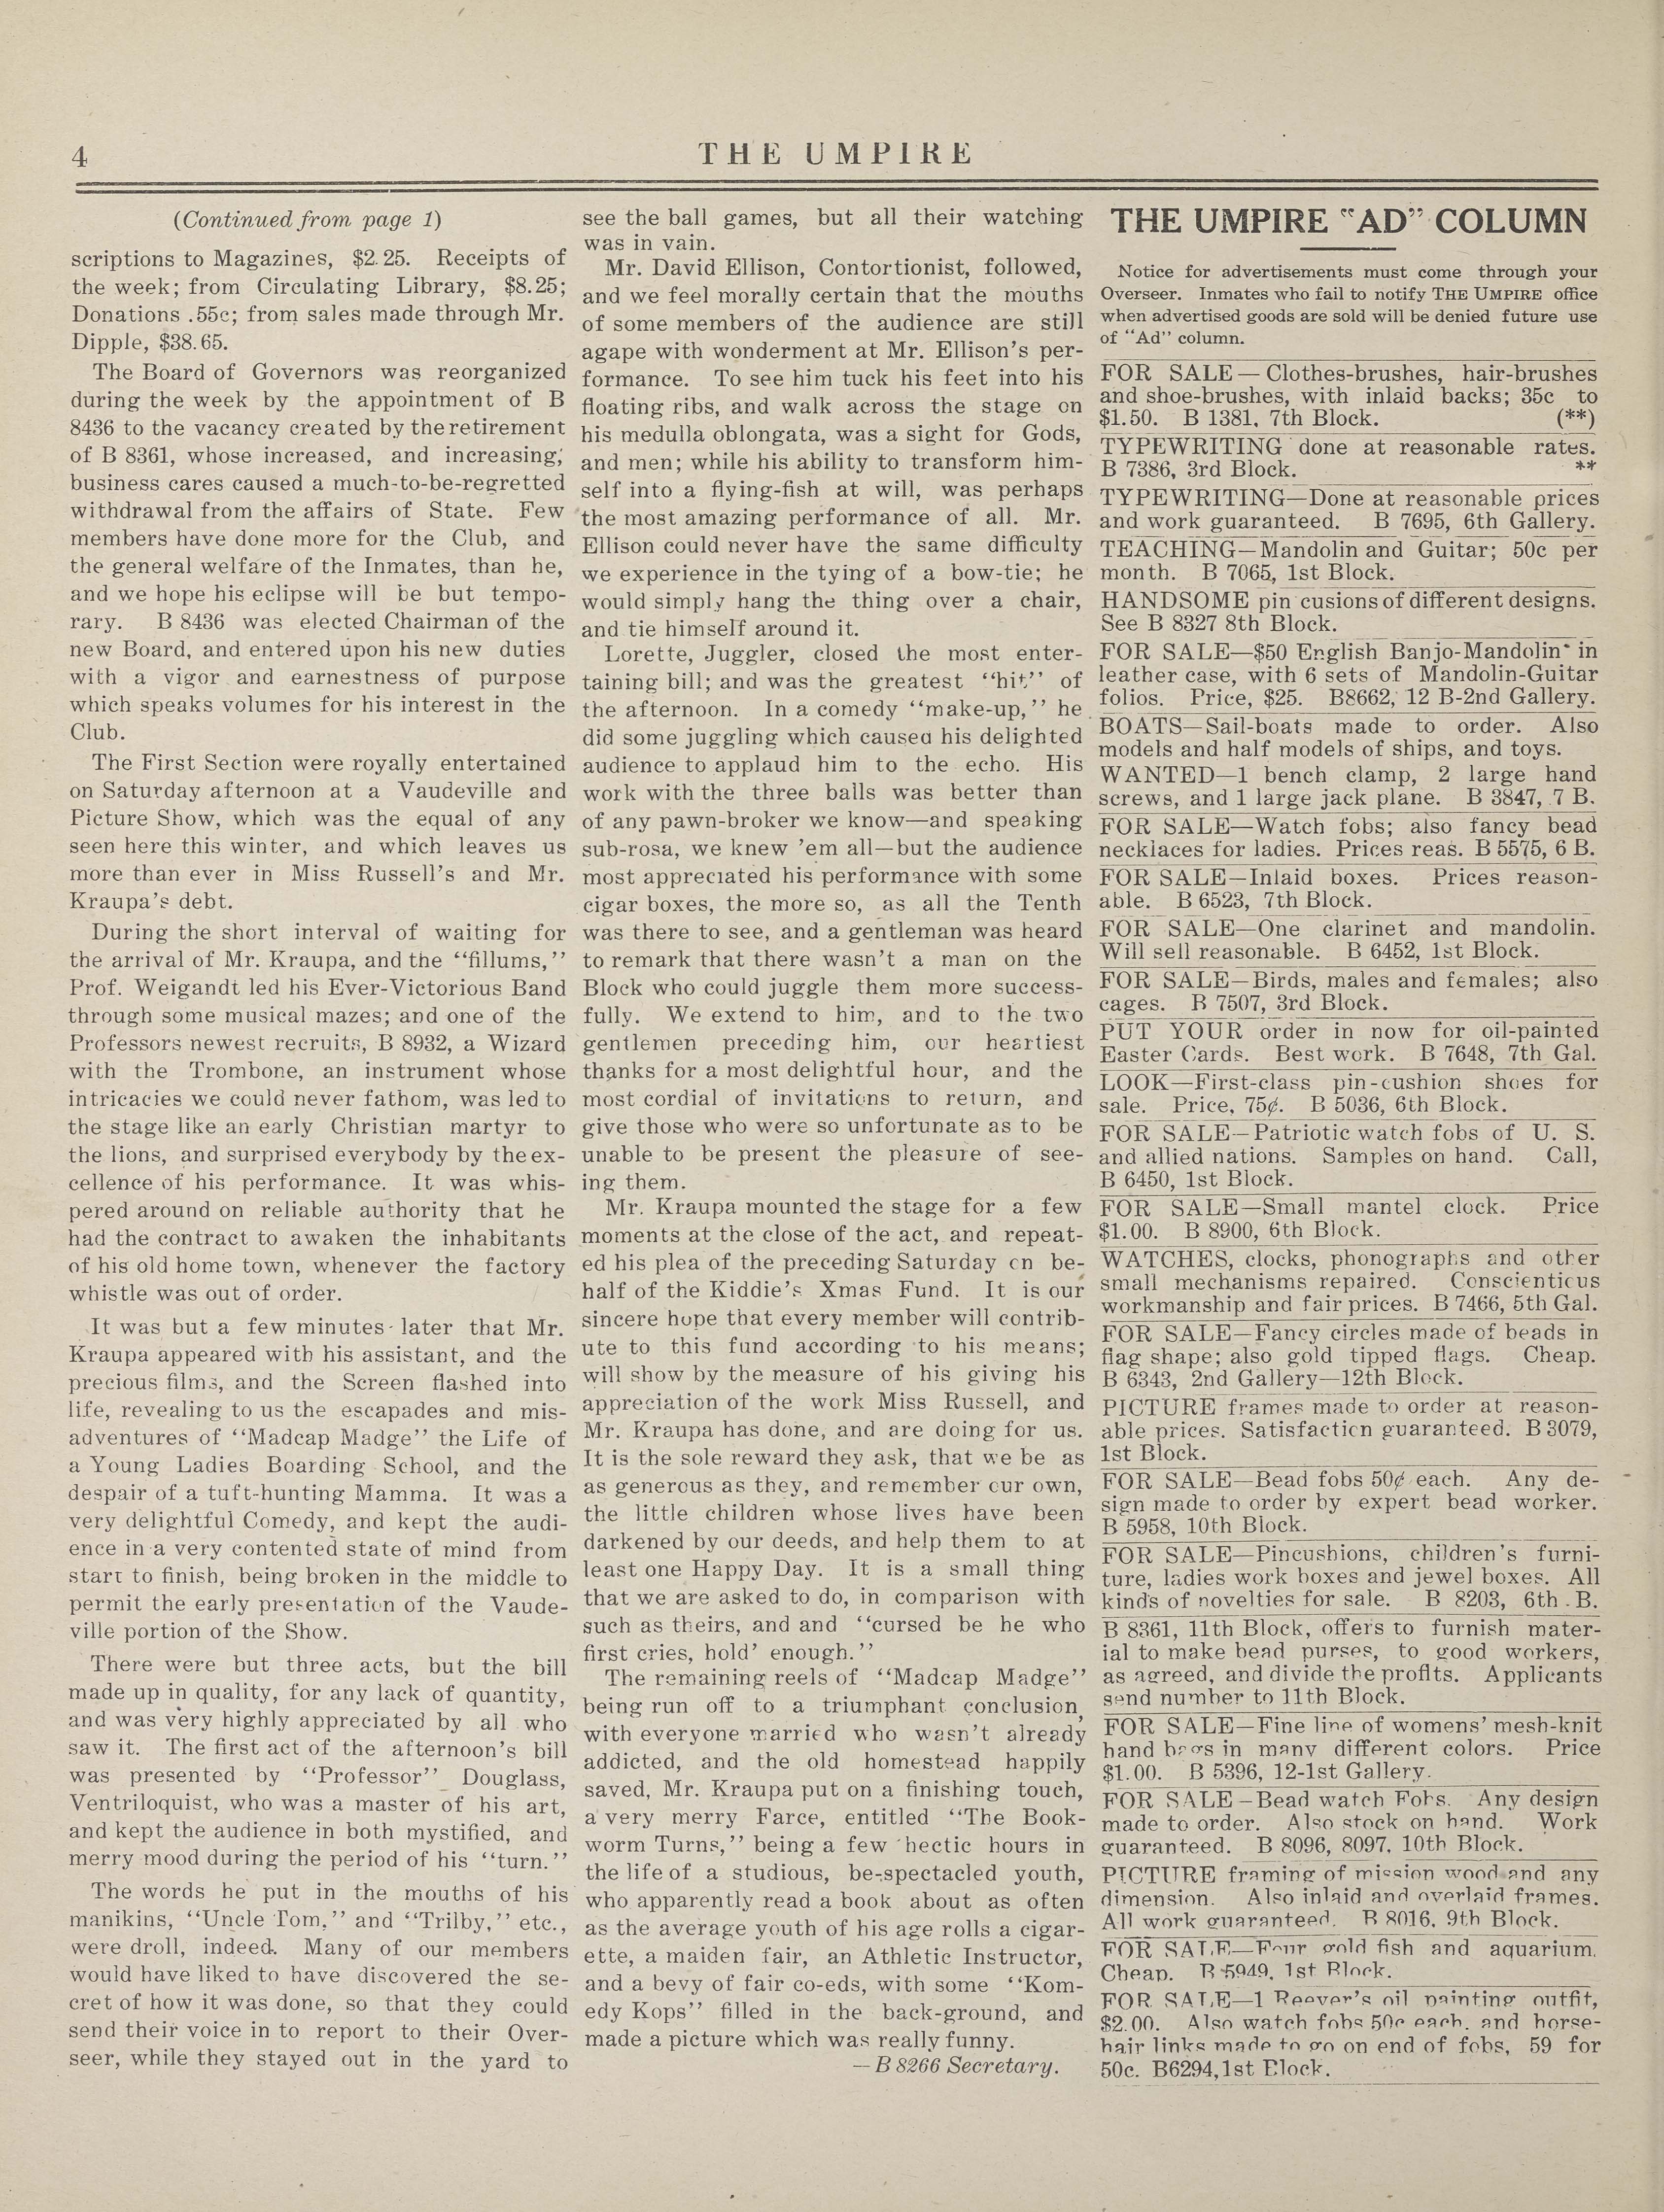 4
THE UMPIRE
(Continued from page 1)
scriptions to Magazines, $2.25. Receipts of
the week; from Circulating Library, $8.25;
Donations .55c; from sales made through Mr.
Dipple, $38.65.
The Board of Governors was reorganized
during the week by the appointment of B
8436 to the vacancy created by the retirement
of B 8361, whose increased, and increasing,
business cares caused a much-to-be-regretted
withdrawal from the affairs of State. Few
members have done more for the Club, and
the general welfare of the Inmates, than he,
and we hope his eclipse will be but tempo-
rary. B 8436 was elected Chairman of the
new Board, and entered upon his new duties
with a vigor and earnestness of purpose
which speaks volumes for his interest in the
Club.
The First Section were royally entertained
on Saturday afternoon at a Vaudeville and
Picture Show, which was the equal of any
seen here this winter, and which leaves us
more than ever in Miss Russell's and Mr.
Kraupa's debt.
During the short interval of waiting for
the arrival of Mr. Kraupa, and the "fillums,"
Prof. Weigandt led his Ever-Victorious Band
through some musical mazes; and one of the
Professors newest recruits, B 8932, a Wizard
with the Trombone, an instrument whose
intricacies we could never fathom, was led to
the stage like an early Christian martyr to
the lions, and surprised everybody by the ex-
cellence of his performance. It was whis-
pered around on reliable authority that he
had the contract to awaken the inhabitants
of his old home town, whenever the factory
whistle was out of order.
It was but a few minutes later that Mr.
Kraupa appeared with his assistant, and the
precious films, and the Screen flashed into
life, revealing to us the escapades and mis-
adventures of "Madcap Madge" the Life of
a Young Ladies Boarding School, and the
despair of a tuft-hunting Mamma. It was a
very delightful Comedy, and kept the audi-
ence in a very contented state of mind from
start to finish, being broken in the middle to
permit the early presentation of the Vaude-
ville portion of the Show.
There were but three acts, but the bill
made up in quality, for any lack of quantity,
and was very highly appreciated by all who
saw it. The first act of the afternoon's bill
was presented by "Professor" Douglass,
Ventriloquist, who was a master of his art,
and kept the audience in both mystified, and
merry mood during the period of his "turn."
The words he put in the mouths of his
manikins, "Uncle Tom," and "Trilby," etc.,
were droll, indeed. Many of our members
would have liked to have discovered the se-
cret of how it was done, so that they could
send their voice in to report to their Over-
seer, while they stayed out in the yard to
see the ball games, but all their watching
was in vain.
Mr. David Ellison, Contortionist, followed,
and we feel morally certain that the mouths
of some members of the audience are still
agape with wonderment at Mr. Ellison's per-
formance. To see him tuck his feet into his
floating ribs, and walk across the stage on
his medulla oblongata, was a sight for Gods,
and men; while his ability to transform him-
self into a flying-fish at will, was perhaps
the most amazing performance of all. Mr.
Ellison could never have the same difficulty
we experience in the tying of a bow-tie; he
would simply hang the thing over a chair,
and tie himself around it.
Lorette, Juggler, closed the most enter-
taining bill; and was the greatest "hit" of
the afternoon. In a comedy "make-up," he
did some juggling which caused his delighted
audience to applaud him to the echo. His
work with the three balls was better than
of any pawn-broker we know—and speaking
sub-rosa, we knew 'em all—but the audience
most appreciated his performance with some
cigar boxes, the more so, as all the Tenth
was there to see, and a gentleman was heard
to remark that there wasn't a man on the
Block who could juggle them more success-
fully. We extend to him, and to the two
gentlemen preceding him, our heartiest
thanks for a most delightful hour, and the
most cordial of invitations to return, and
give those who were so unfortunate as to be
unable to be present the pleasure of see-
ing them.
Mr. Kraupa mounted the stage for a few
moments at the close of the act, and repeat-
ed his plea of the preceding Saturday on be-
half of the Kiddie's Xmas Fund. It is our
sincere hope that every member will contrib-
ute to this fund according to his means;
will show by the measure of his giving his
appreciation of the work Miss Russell, and
Mr. Kraupa has done, and are doing for us.
It is the sole reward they ask, that we be as
as generous as they, and remember our own,
the little children whose lives have been
darkened by our deeds, and help them to at
least one Happy Day. It is a small thing
that we are asked to do, in comparison with
such as theirs, and and "cursed be he who
first cries, hold' enough."
The remaining reels of "Madcap Madge"
being run off to a triumphant conclusion,
with everyone married who wasn't already
addicted, and the old homestead happily
saved, Mr. Kraupa put on a finishing touch,
a very merry Farce, entitled "The Book-
worm Turns," being a few hectic hours in
the life of a studious, be-spectacled youth,
who apparently read a book about as often
as the average youth of his age rolls a cigar-
ette, a maiden fair, an Athletic Instructor,
and a bevy of fair co-eds, with some "Kom-
edy Kops" filled in the back-ground, and
made a picture which was really funny.
—B 8266 Secretary.
THE UMPIRE "AD" COLUMN
Notice for advertisements must come through your
Overseer. Inmates who fail to notify THE UMPIRE office
when advertised goods are sold will be denied future use
of "Ad" column.
FOR SALE—Clothes-brushes, hair-brushes
and shoe-brushes, with inlaid backs; 35c to
$1.50. B 1381, 7th Block. (**)
TYPEWRITING done at reasonable rates.
B 7386, 3rd Block. **
TYPEWRITING—Done at reasonable prices
and work guaranteed. B 7695, 6th Gallery.
TEACHING—Mandolin and Guitar; 50c per
month. B 7065, 1st Block.
HANDSOME pin cusions of different designs.
See B 8327 8th Block.
FOR SALE—$50 English Banjo-Mandolin in
leather case, with 6 sets of Mandolin-Guitar
folios. Price, $25. B8662, 12 B-2nd Gallery.
BOATS—Sail-boats made to order. Also
models and half models of ships, and toys.
WANTED—1 bench clamp, 2 large hand
screws, and 1 large jack plane. B 3847, 7 B.
FOR SALE—Watch fobs; also fancy bead
necklaces for ladies. Prices reas. B 5575, 6 B.
FOR SALE—Inlaid boxes. Prices reason-
able. B 6523, 7th Block.
FOR SALE—One clarinet and mandolin.
Will sell reasonable. B 6452, 1st Block.
FOR SALE—Birds, males and females; also
cages. B 7507, 3rd Block.
PUT YOUR order in now for oil-painted
Easter Cards. Best work. B 7648, 7th Gal.
LOOK—First-class pin-cushion shoes for
sale. Price, 75¢. B 5036, 6th Block.
FOR SALE—Patriotic watch fobs of U. S.
and allied nations. Samples on hand. Call,
B 6450, 1st Block.
FOR SALE—Small mantel clock. Price
$1.00. B 8900, 6th Block.
WATCHES, clocks, phonographs and other
small mechanisms repaired. Conscientious
workmanship and fair prices. B 7466, 5th Gal.
FOR SALE—Fancy circles made of beads in
flag shape; also gold tipped flags. Cheap.
B 6343, 2nd Gallery—12th Block.
PICTURE frames made to order at reason-
able prices. Satisfaction guaranteed. B 3079,
1st Block.
FOR SALE—Bead fobs 50¢ each. Any de-
sign made to order by expert bead worker.
B 5958, 10th Block.
FOR SALE—Pincushions, children's furni-
ture, ladies work boxes and jewel boxes. All
kinds of novelties for sale. B 8203, 6th B.
B 8361, 11th Block, offers to furnish mater-
ial to make bead purses, to good workers,
as agreed, and divide the profits. Applicants
send number to 11th Block.
FOR SALE—Fine line of womens' mesh-knit
hand bags in many different colors. Price
$1.00. B 5396, 12-1st Gallery.
FOR SALE—Bead watch Fobs. Any design
made to order. Also stock on hand. Work
guaranteed. B 8096, 8097, 10th Block.
PICTURE framing of mission wood and any
dimension. Also inlaid and overlaid frames.
All work guaranteed. B 8016, 9th Block.
FOR SALE—Four gold fish and aquarium.
Cheap. B 5949, 1st Block.
FOR SALE—1 Reever's oil painting outfit,
$2.00. Also watch fobs 50c each, and horse-
hair links made to go on end of fobs, 59 for
50c. B6294, 1st Block.